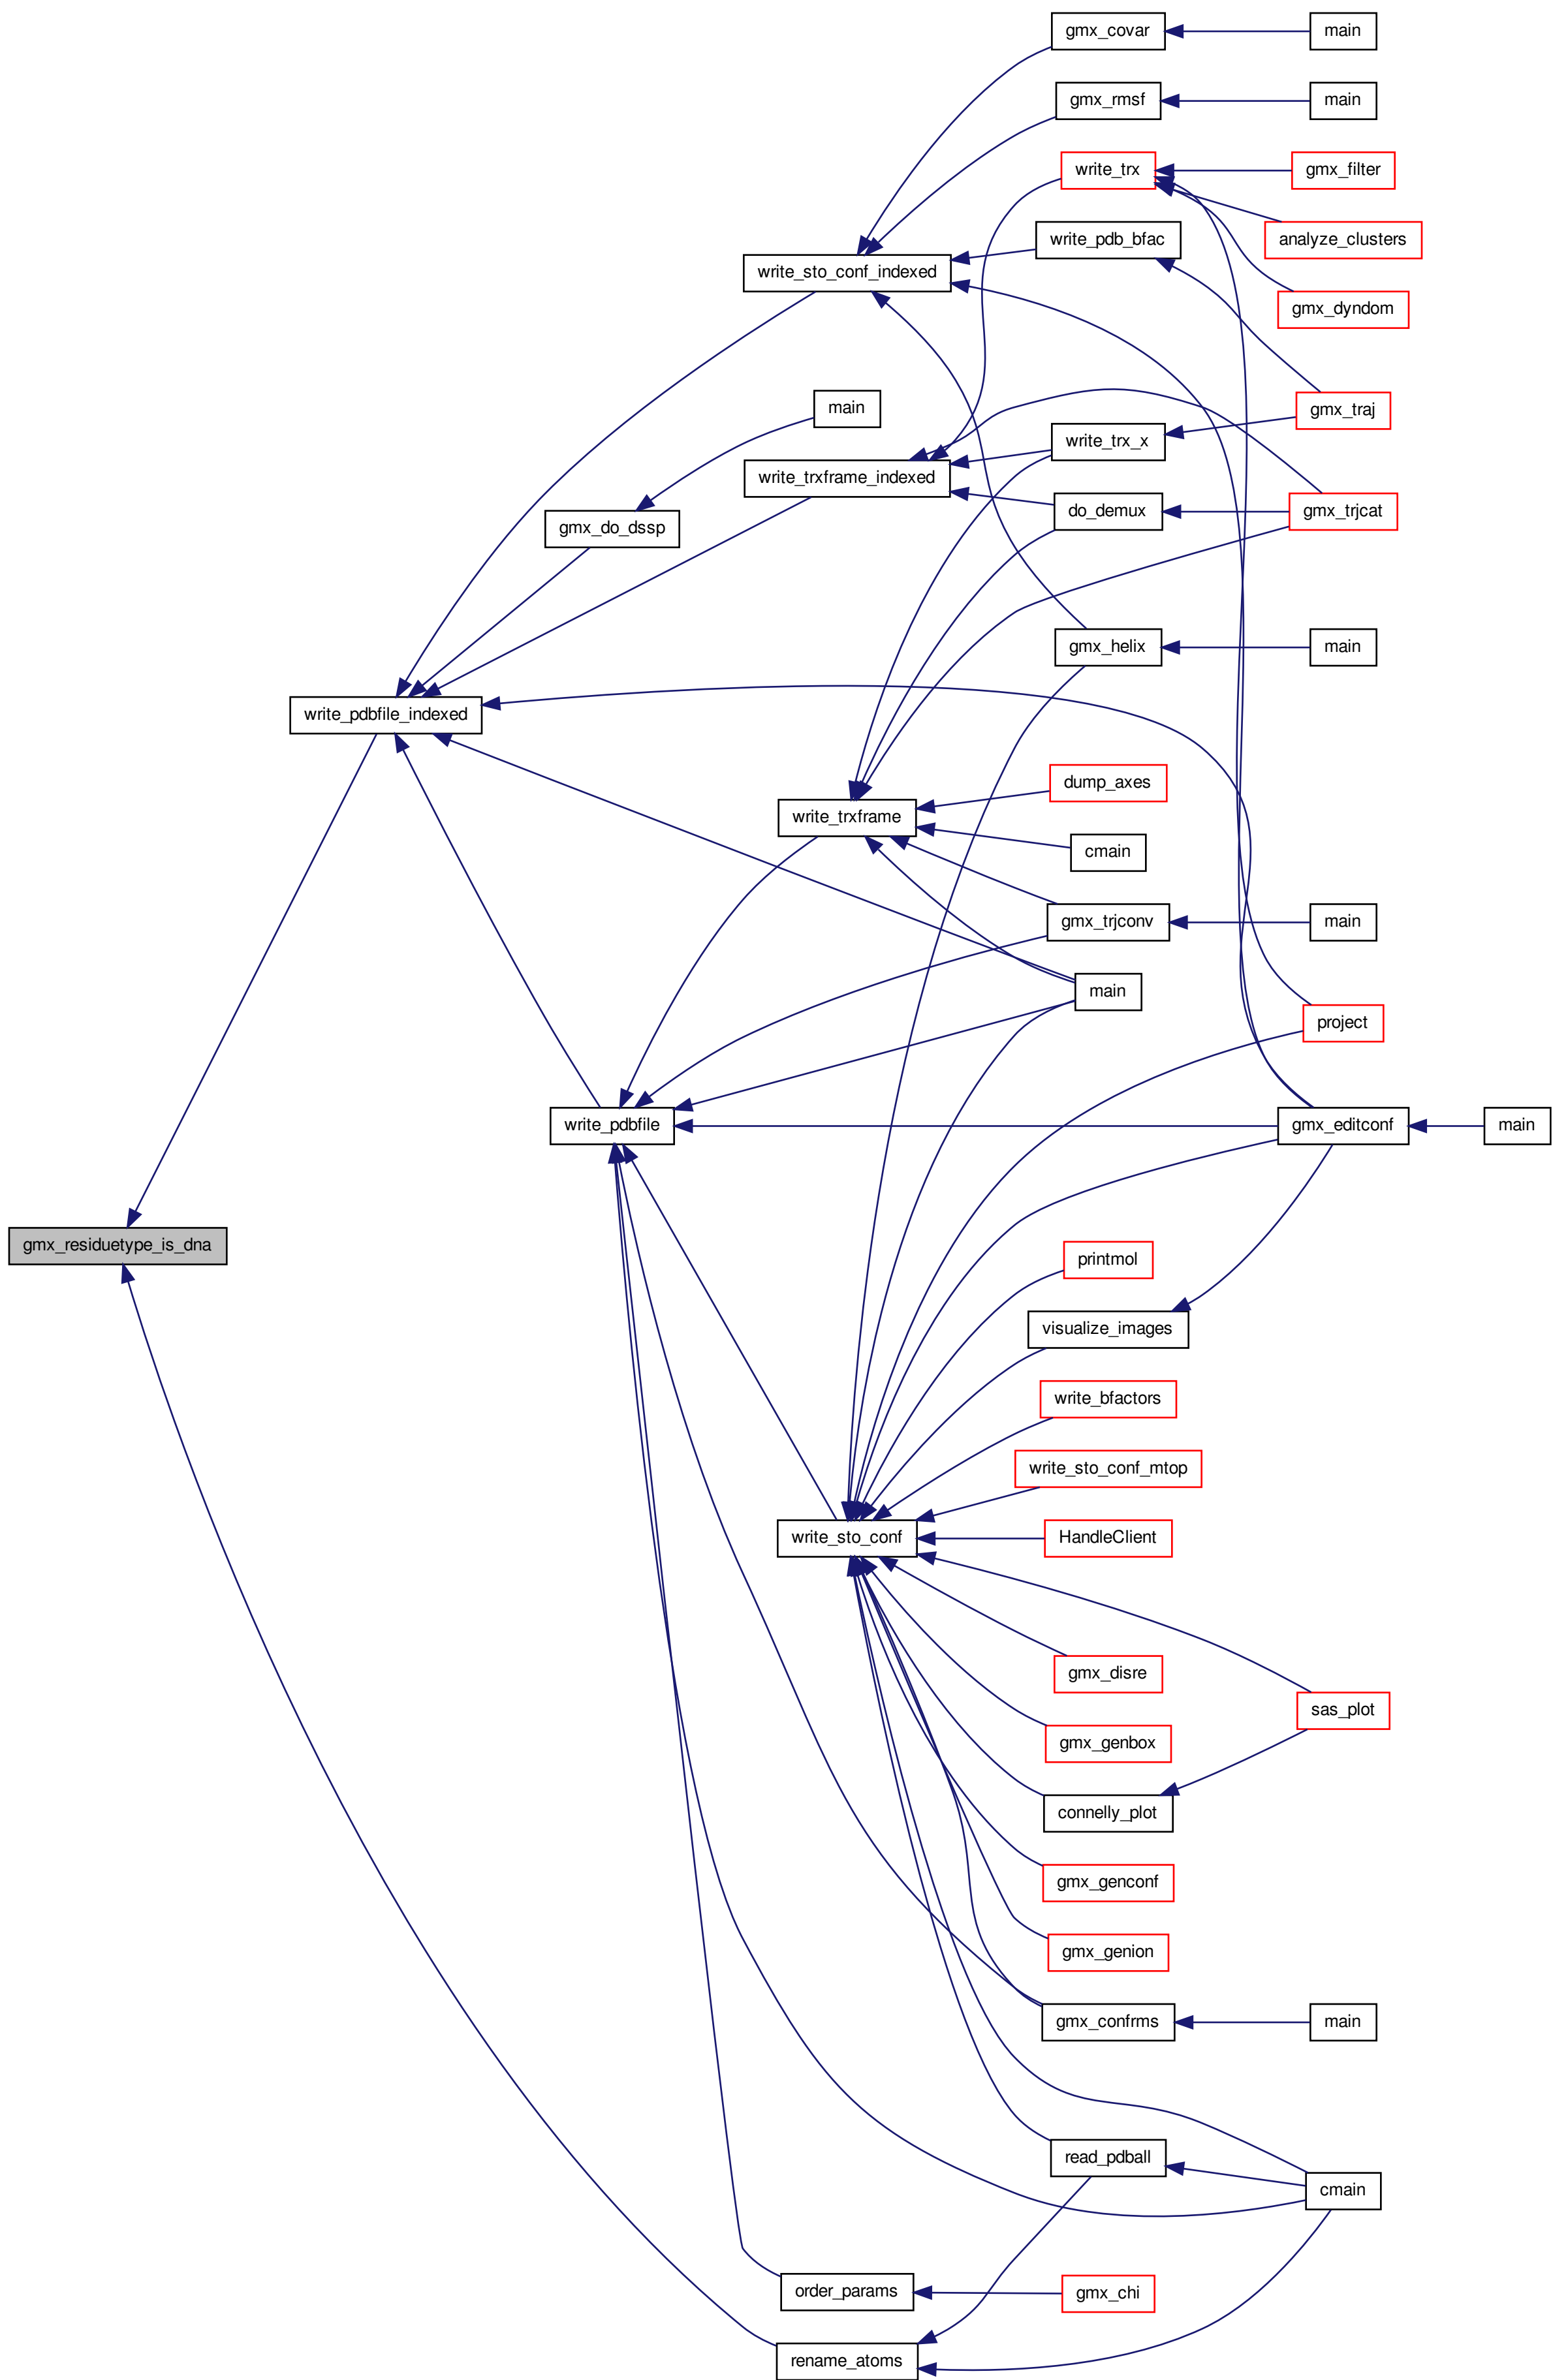 gmx_covar
main
gmx_rmsf
main
write_trx
gmx_filter
write_pdb_bfac
analyze_clusters
write_sto_conf_indexed
gmx_dyndom
main
gmx_traj
write_trx_x
write_trxframe_indexed
do_demux
gmx_trjcat
gmx_do_dssp
gmx_helix
main
write_pdbfile_indexed
dump_axes
write_trxframe
cmain
gmx_trjconv
main
main
project
write_pdbfile
gmx_editconf
main
gmx_residuetype_is_dna
printmol
visualize_images
write_bfactors
write_sto_conf_mtop
write_sto_conf
HandleClient
gmx_disre
sas_plot
gmx_genbox
connelly_plot
gmx_genconf
gmx_genion
gmx_confrms
main
read_pdball
cmain
order_params
gmx_chi
rename_atoms